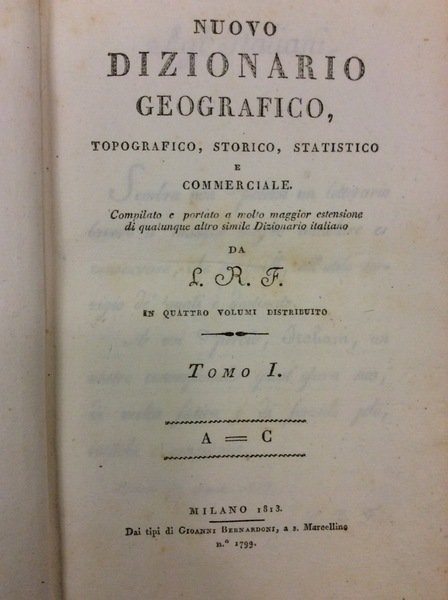 NUOVO
DIZIONARIO
GEOGRAFICO,
TOPOGRAFICO, STORICO, STATISTICO
E
COMMERCIALE.
Compilato e portato a molto maggior estensione
di qualunque altro simile Dizionario italiano
DA
L. R. F.
IN QUATTRO VOLUMI DISTRIBUITO
TOMO I.
A = C
MILANO 1813.
Dai tipi di GIOANNI BERNARDONI, a s. Marcellino
n.º 1799.